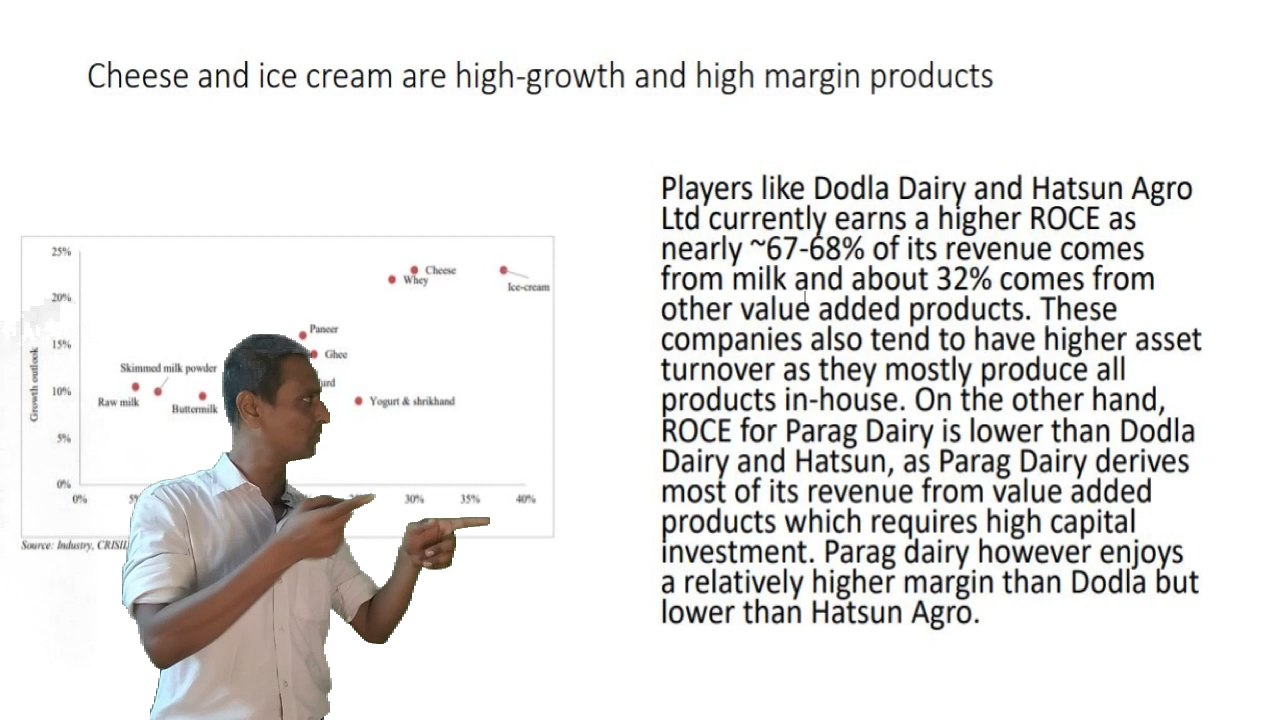 Cheese and ice cream are high-growth and high margin products
Players like Dodla Dairy and Hatsun Agro
Ltd currently earns a higher ROCE as
nearly ~67-68% of its revenue comes
from milk and about 32% comes from
other value added products. These
companies also tend to have higher asset
turnover as they mostly produce all
products in-house. On the other hand,
ROCE for Parag Dairy is lower than Dodla
Dairy and Hatsun, as Parag Dairy derives
most of its revenue from value added
products which requires high capital
investment. Parag dairy however enjoys
a relatively higher margin than Dodla but
lower than Hatsun Agro.
25%
Cheese
Whey
Ice-cream
20%
Paneer
15%
Ghee
Skimmed milk powder
10%
Raw milk
Buttermilk
Yogurt & shrikhand
Growth outlook
5%
0%
0%
30%
35%
40%
Source: Industry, CRISIL